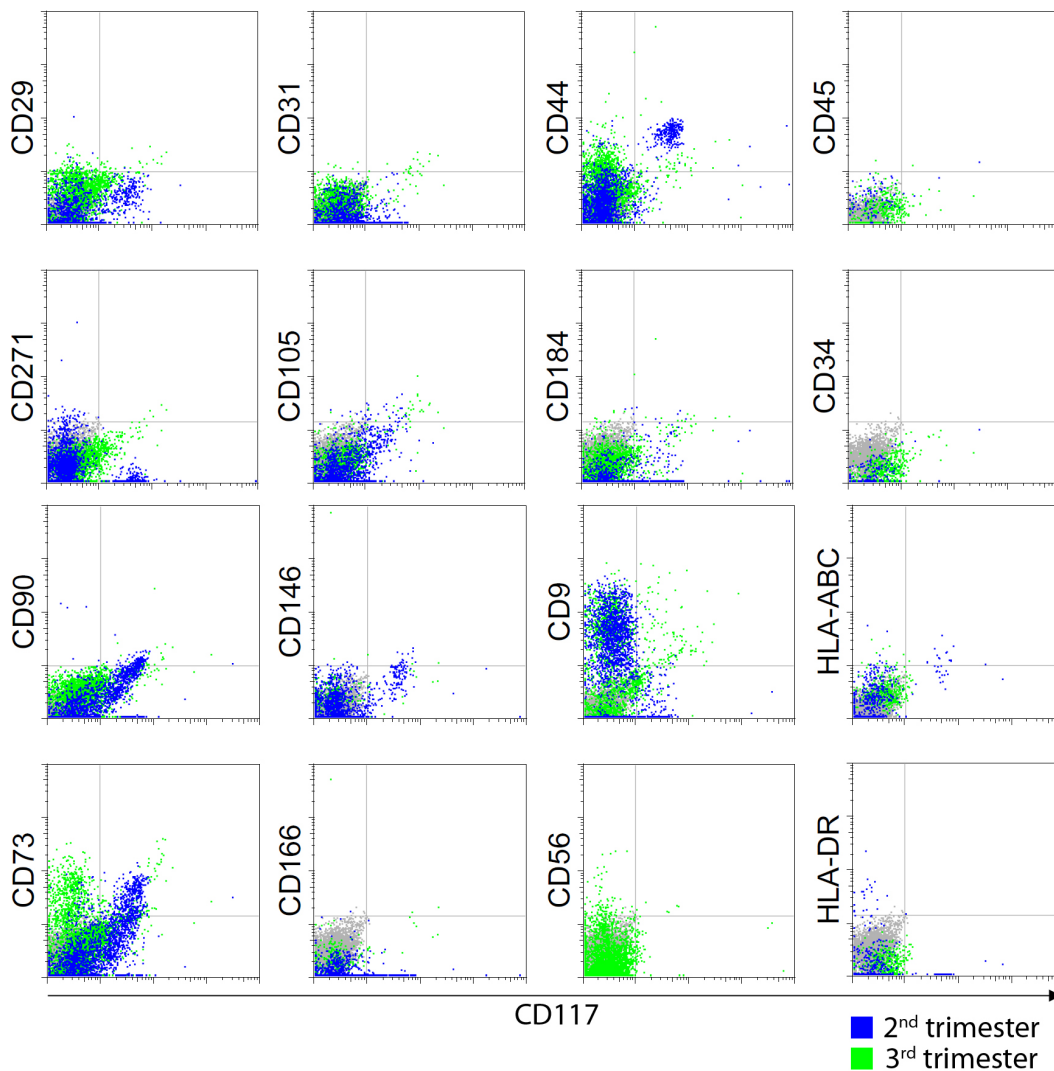 CD29
CD31
CD44
CD45
CD271
CD105
CD184
CD34
CD90
CD146
CD9
HLA-ABC
CD73
CD166
CD56
HLA-DR
CD117
2nd trimester
3rd trimester